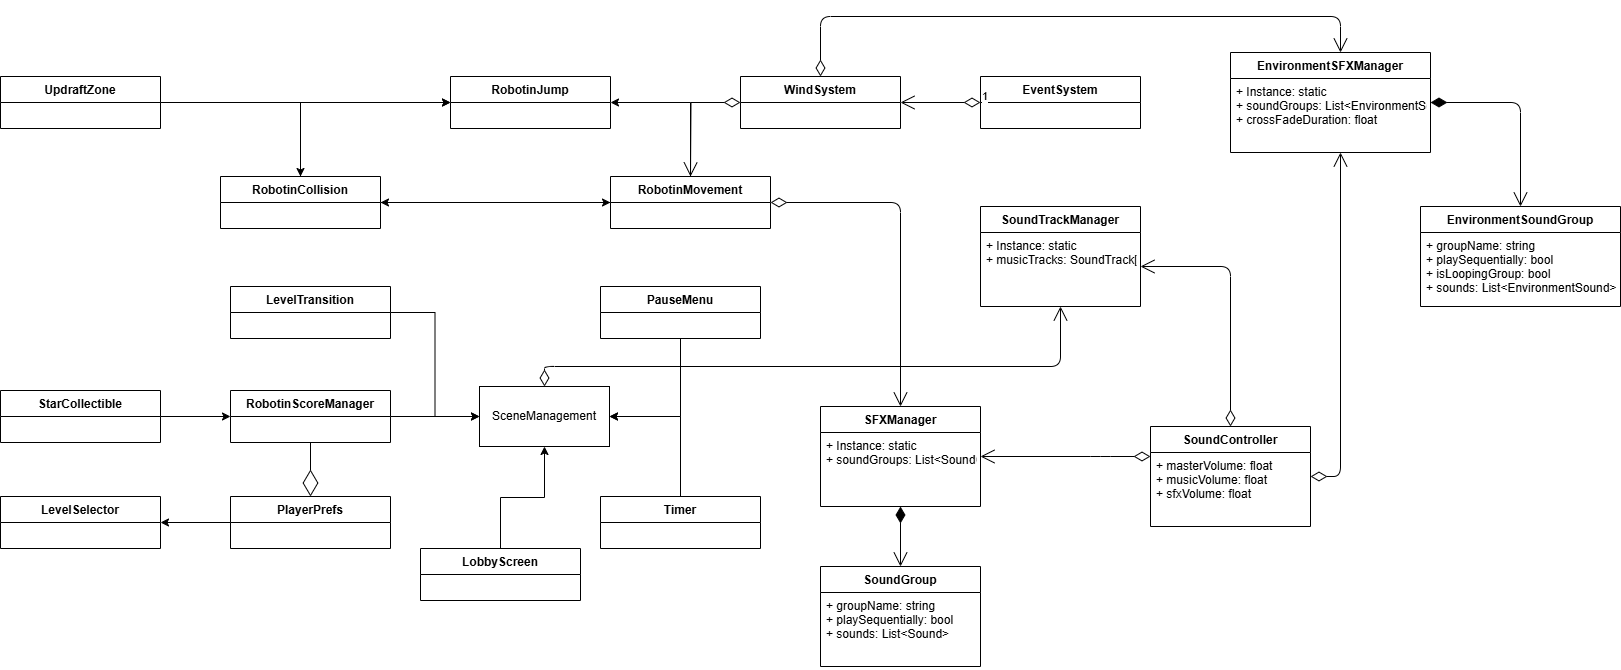 EnvironmentSFXManager
+ Instance: static
+ soundGroups: List<EnvironmentS
+ crossFadeDuration: float
UpdraftZone
RobotinJump
WindSystem
1
EventSystem
RobotinCollision
RobotinMovement
SoundTrackManager
+ Instance: static
+ musicTracks: SoundTrack[
EnvironmentSoundGroup
+ groupName: string
+ playSequentially: bool
+ isLoopingGroup: bool
+ sounds: List<EnvironmentSound>
LevelTransition
PauseMenu
StarCollectible
RobotinScoreManager
SceneManagement
SFXManager
+ Instance: static
+ soundGroups: List<Sound
SoundController
+ masterVolume: float
+ musicVolume: float
+ sfxVolume: float
LevelSelector
PlayerPrefs
Timer
LobbyScreen
SoundGroup
+ groupName: string
+ playSequentially: bool
+ sounds: List<Sound>